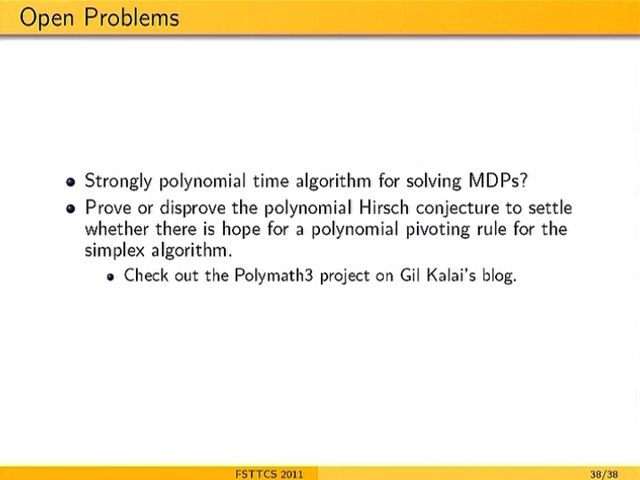 Open Problems
Strongly polynomial time algorithm for solving MDPs?
Prove or disprove the polynomial Hirsch conjecture to settle
whether there is hope for a polynomial pivoting rule for the
simplex algorithm.
Check out the Polymath3 project on Gil Kalai's blog.
FSTTCS 2011
38/38